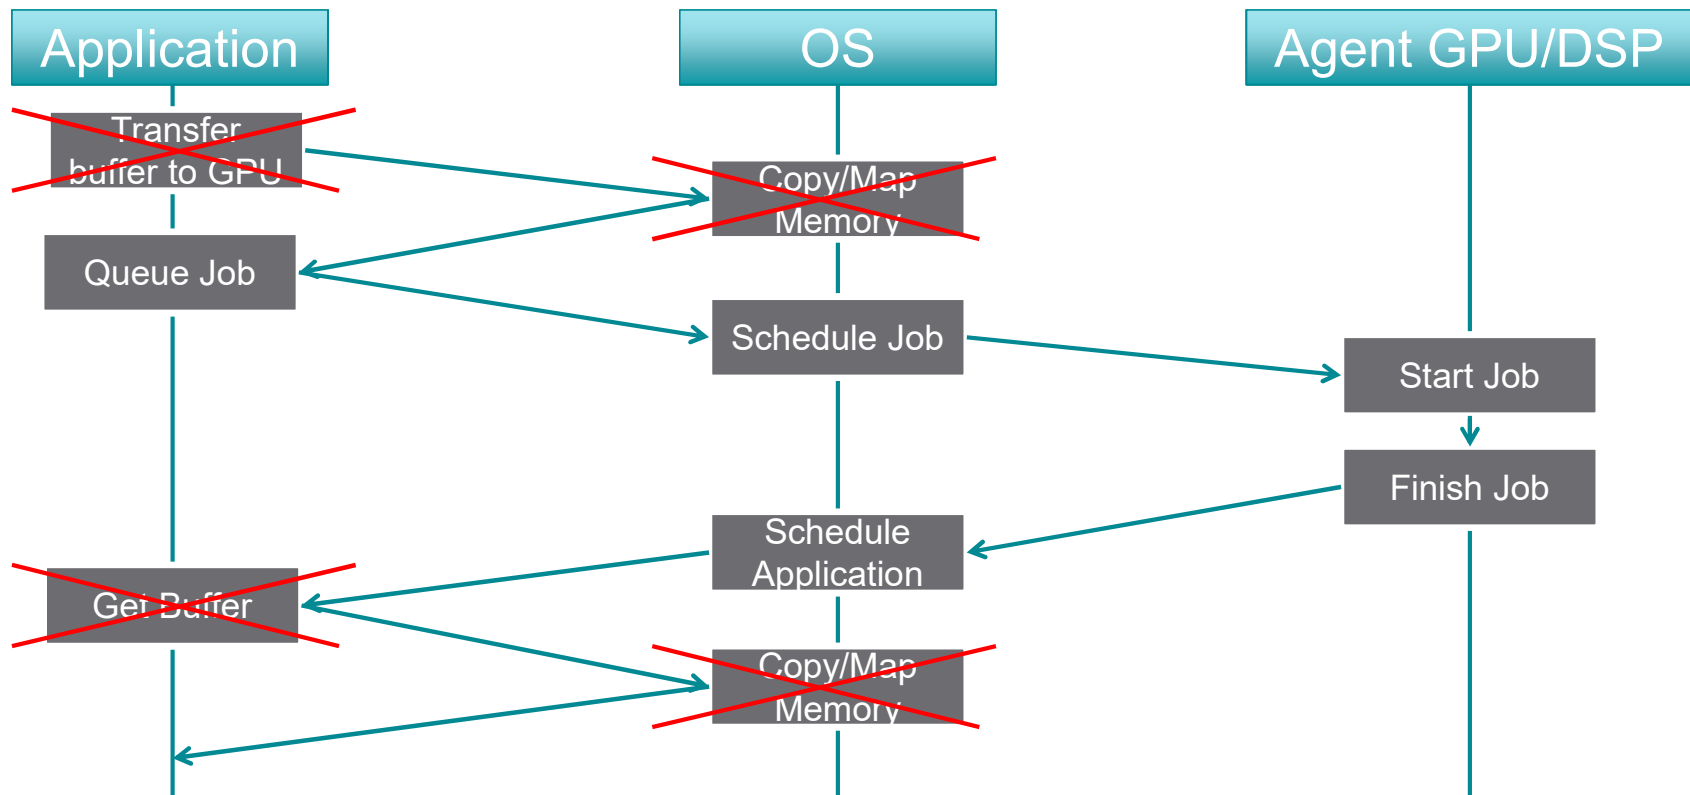 Application
OS
Agent GPU/DSP
Transfer
buffer to GPU
Copy/Map
Memory
Queue Job
Schedule Job
Start Job
Finish Job
Schedule
Application
Get Buffer
Copy/Map
Memory